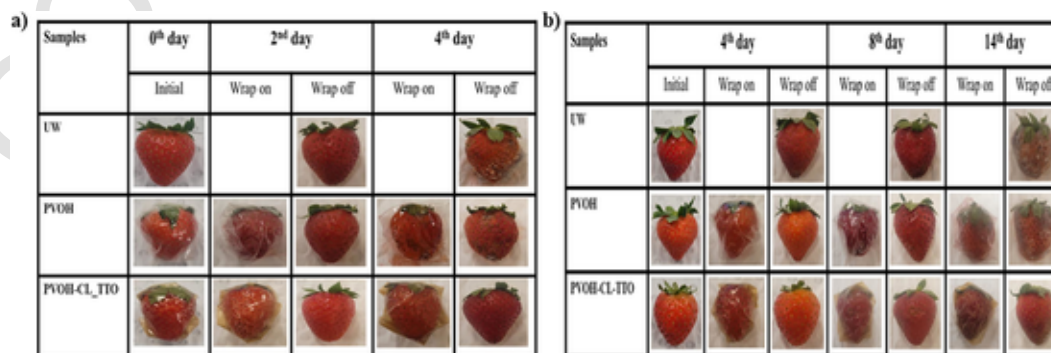 a)
Samples 0th day 2nd day 4th day
Initial Wrap on Wrap off Wrap on Wrap off
UW
PVOH
PVOH-CL_TTO
b)
Samples 4th day 8th day 14th day
Initial Wrap on Wrap off Wrap on Wrap off Wrap on Wrap off
UW
PVOH
PVOH-CL-TTO